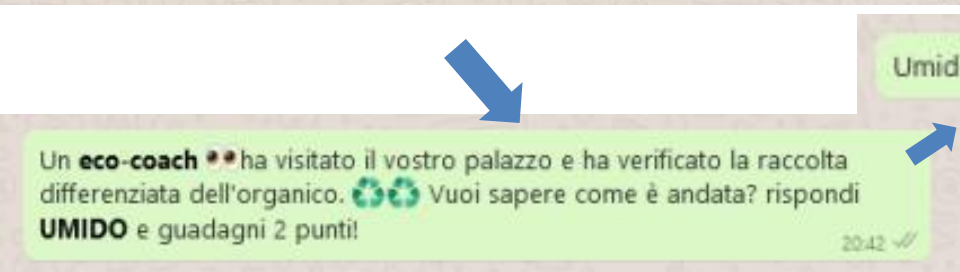 Umid
Un eco-coach 👀 ha visitato il vostro palazzo e ha verificato la raccolta
differenziata dell'organico. ♻️♻️ Vuoi sapere come è andata? rispondi
UMIDO e guadagni 2 punti!
20:42